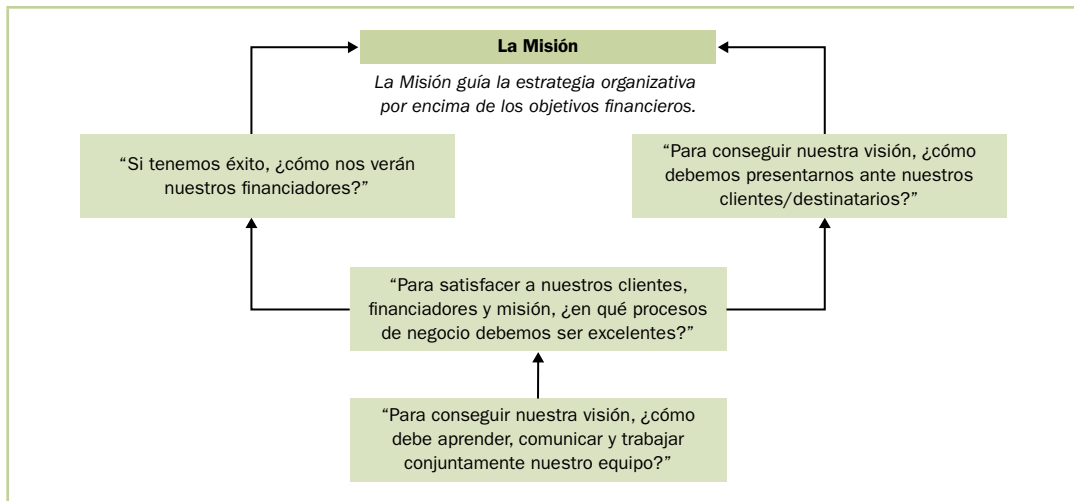 La Misión
La Misión guía la estrategia organizativa
por encima de los objetivos financieros.
“Si tenemos éxito, ¿cómo nos verán
nuestros financiadores?”
“Para conseguir nuestra visión, ¿cómo
debemos presentarnos ante nuestros
clientes/destinatarios?”
“Para satisfacer a nuestros clientes,
financiadores y misión, ¿en qué procesos
de negocio debemos ser excelentes?”
“Para conseguir nuestra visión, ¿cómo
debe aprender, comunicar y trabajar
conjuntamente nuestro equipo?”